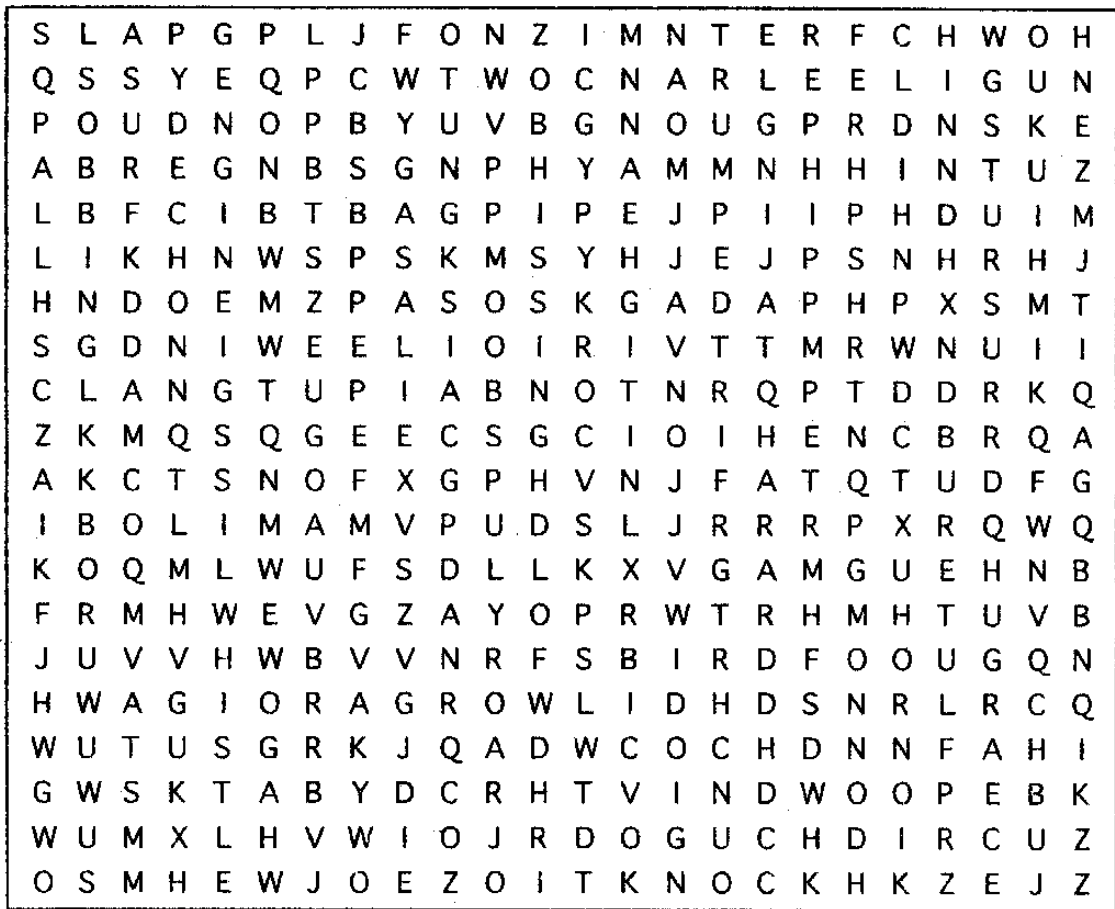 S L A P G P L J F O N Z I M N T E R F C H W O H
Q S S Y E Q P C W T W O C N A R L E E L I G U N
P O U D N O P B Y U V B G N O U G P R D N S K E
A B R E G N B S G N P H Y A M M N H H I N T U Z
L B F C I B T B A G P I P E J P I I P H D U I M
L I K H N W S P S K M S Y H J E J P S N H R H J
H N D O E M Z P A S O S K G A D A P H P X S M T
S G D N I W E E L I O I R I V T T M R W N U I I
C L A N G T U P I A B N O T N R Q P T D D R K Q
Z K M Q S Q G E E C S G C I O I H E N C B R Q A
A K C T S N O F X G P H V N J F A T Q T U D F G
I B O L I M A M V P U D S L J R R R P X R Q W Q
K O Q M L W U F S D L L K X V G A M G U E H N B
F R M H W E V G Z A Y O P R W T R H M H T U V B
J U V V H W B V V N R F S B I R D F O O U G Q N
H W A G I O R A G R O W L I D H D S N R L R C Q
W U T U S G R K J Q A D W C O C H D N N F A H I
G W S K T A B Y D C R H T V I N D W O O P E B K
W U M X L H V W I O J R D O G U C H D I R C U Z
O S M H E W J O E Z O I T K N O C K H K Z E J Z